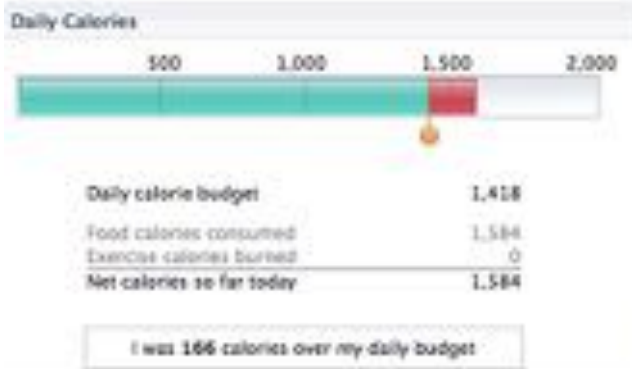 Daily Calories
500 1,000 1,500 2,000
Daily calorie budget 1,418
Food calories consumed 1,584
Exercise calories burned 0
Net calories so far today 1,584
I was 166 calories over my daily budget